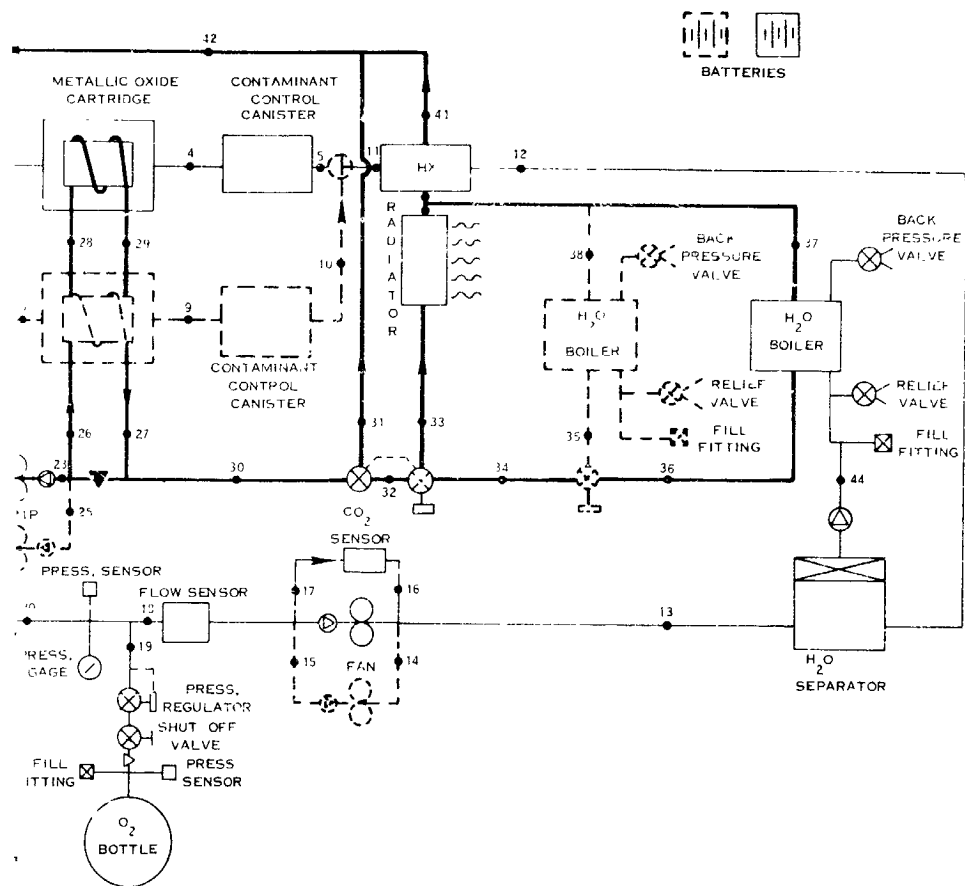 BATTERIES
42
METALLIC OXIDE
CARTRIDGE
CONTAMINANT
CONTROL
CANISTER
41
4
5
11
HX
12
28
29
10
RADIATOR
38
BACK
PRESSURE
VALVE
37
BACK
PRESSURE
VALVE
9
H2O
BOILER
H2O
BOILER
CONTAMINANT
CONTROL
CANISTER
RELIEF
VALVE
RELIEF
VALVE
26
27
31
33
35
FILL
FITTING
FILL
FITTING
23
30
32
34
36
44
25
CO2
SENSOR
PRESS. SENSOR
FLOW SENSOR
17
16
18
13
19
15
14
PRESS.
GAGE
FAN
H2O
SEPARATOR
PRESS.
REGULATOR
SHUT OFF
VALVE
FILL
ITTING
PRESS
SENSOR
O2
BOTTLE